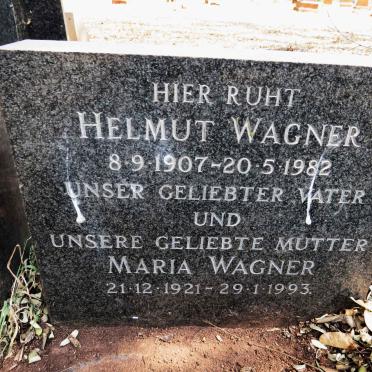 HIER RUHT
HELMUT WAGNER
8·9·1907-20·5·1982
UNSER GELIEBTER VATER
UND
UNSERE GELIEBTE MUTTER
MARIA WAGNER
21·12·1921-29·1·1993.